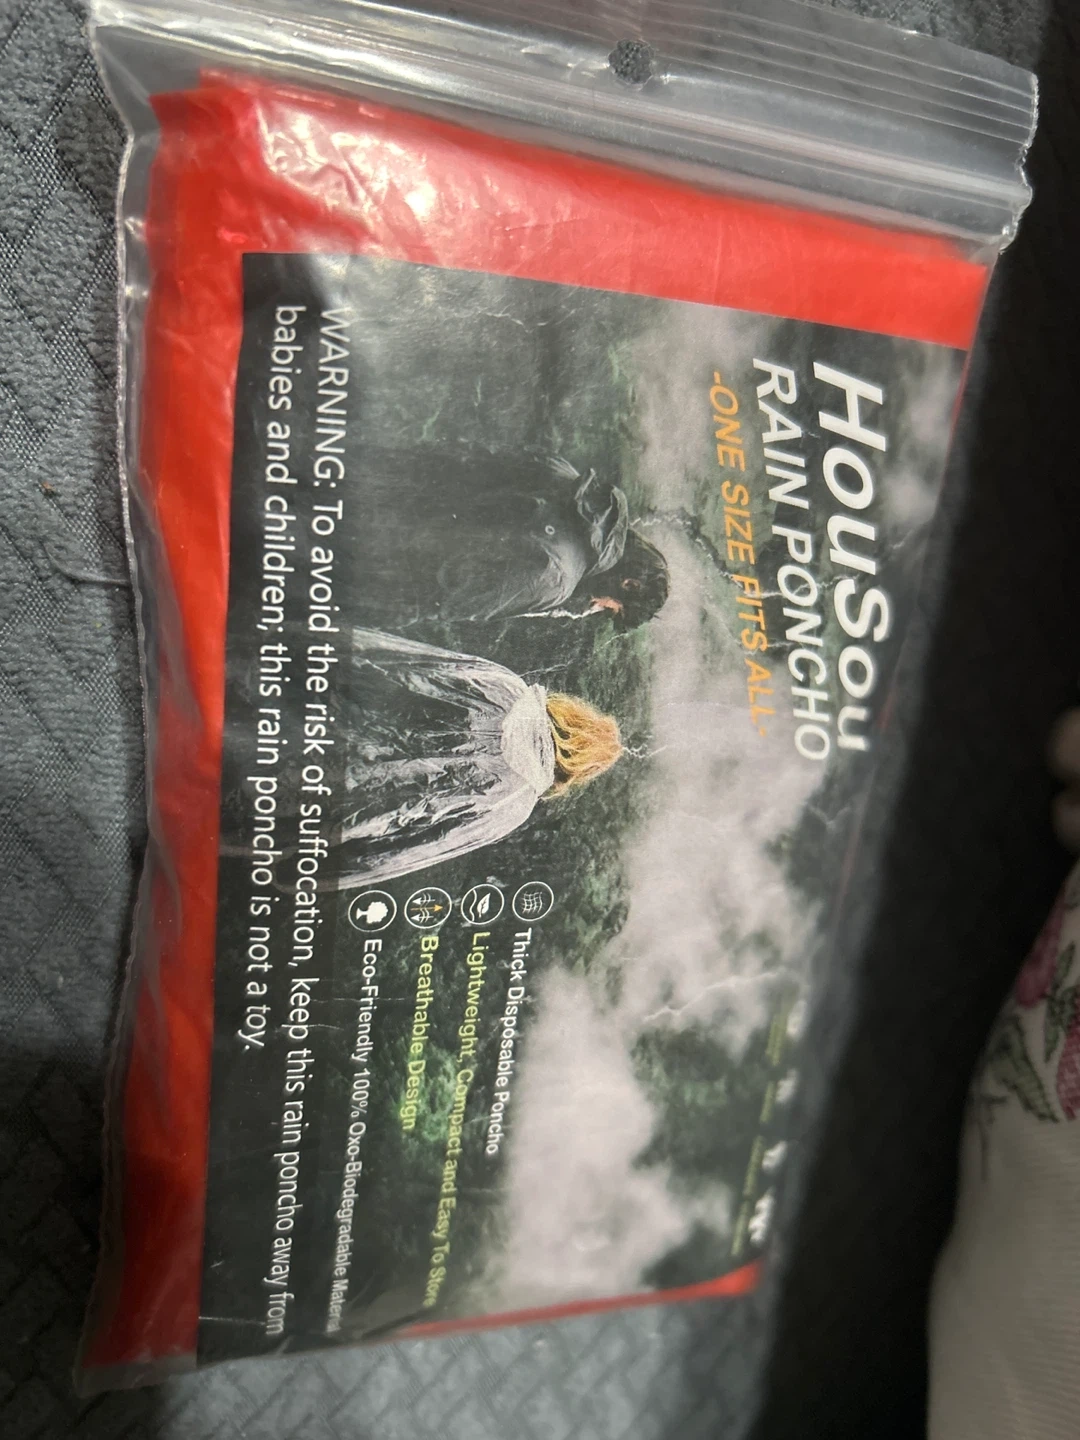 HouSou
RAIN PONCHO
-ONE SIZE FITS ALL-
Thick Disposable Poncho
Lightweight, Compact and Easy To Store
Breathable Design
Eco-Friendly 100% Oxo-Biodegradable Material
WARNING: To avoid the risk of suffocation, keep this rain poncho away from
babies and children; this rain poncho is not a toy.